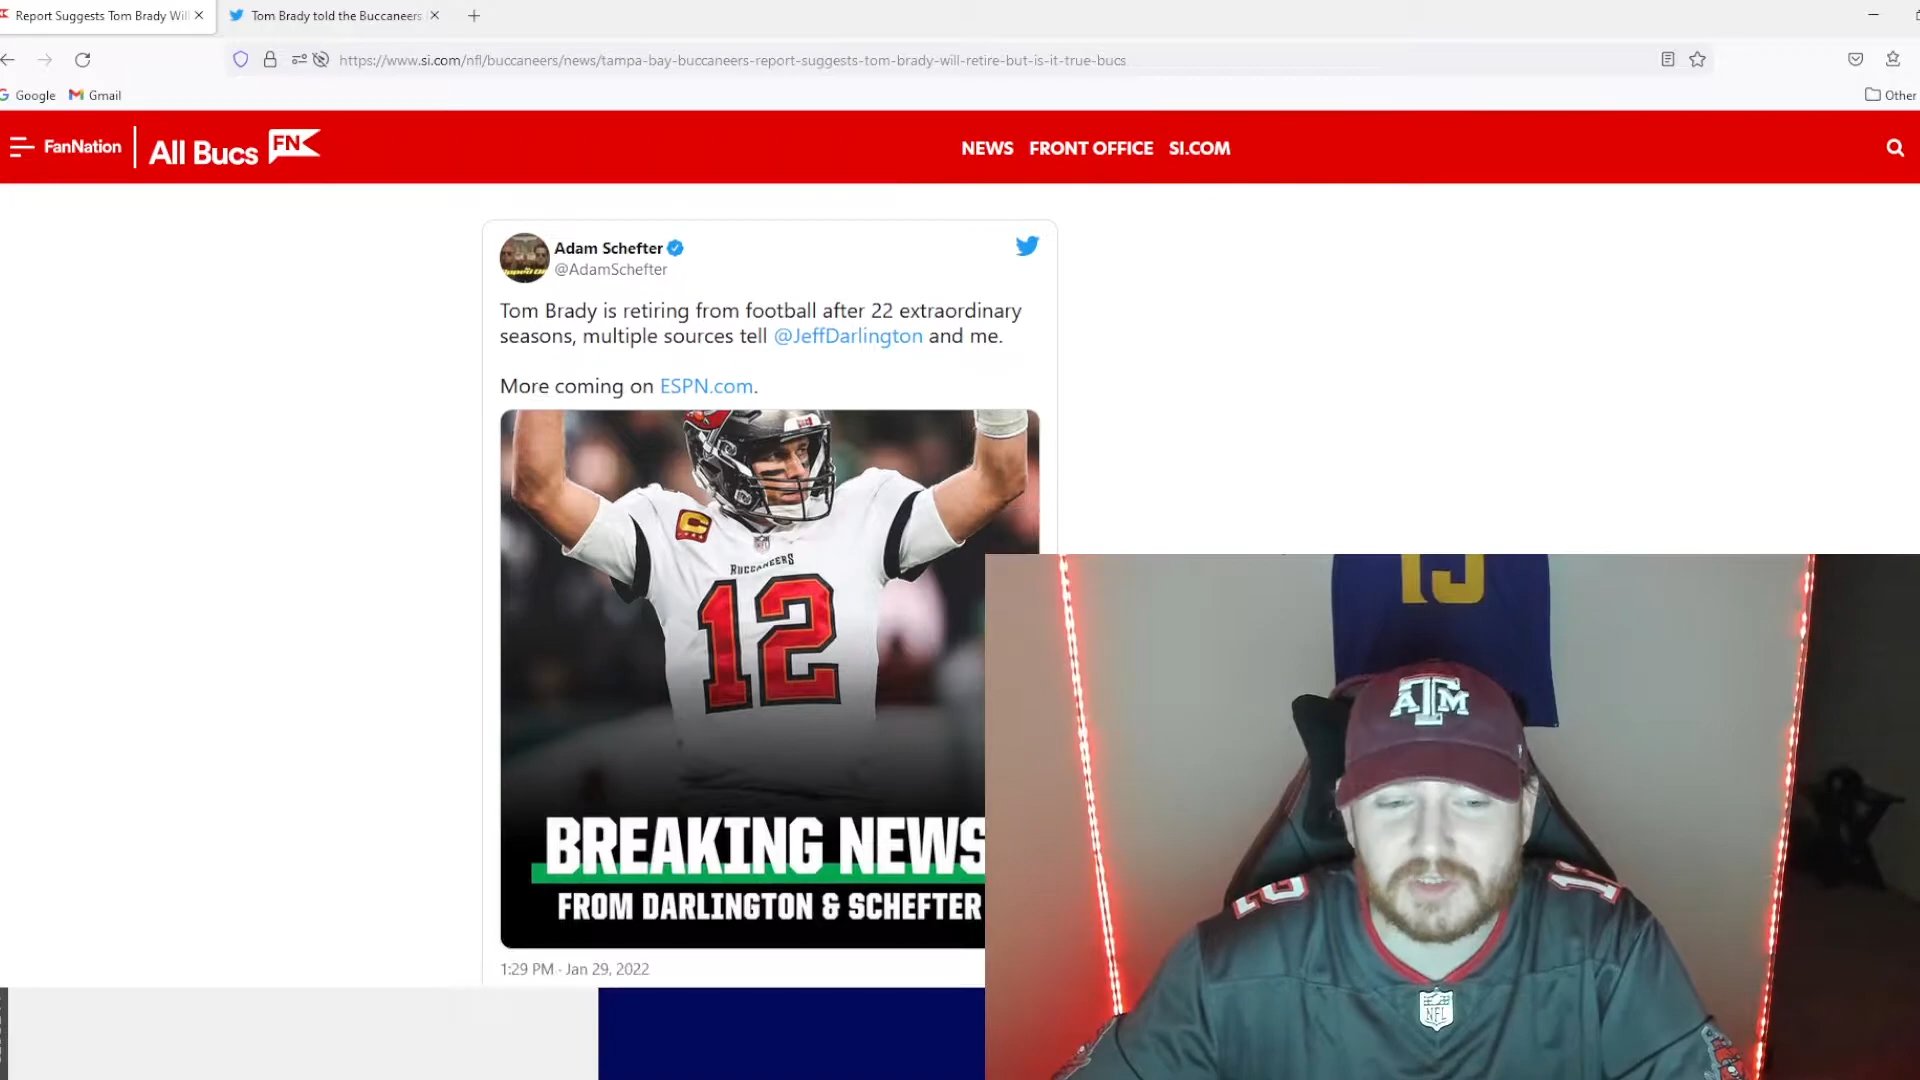 Report Suggests Tom Brady Wil
Tom Brady told the Buccaneers
https://www.si.com/nfl/buccaneers/news/tampa-bay-buccaneers-report-suggests-tom-brady-will-retire-but-is-it-true-bucs
Google
Gmail
Other
FanNation
All Bucs
FN
NEWS
FRONT OFFICE
SI.COM
Adam Schefter
@AdamSchefter
Tom Brady is retiring from football after 22 extraordinary
seasons, multiple sources tell @JeffDarlington and me.
More coming on ESPN.com.
C
BUCCANEERS
12
BREAKING NEWS
FROM DARLINGTON & SCHEFTER
1:29 PM · Jan 29, 2022
ATM
NFL